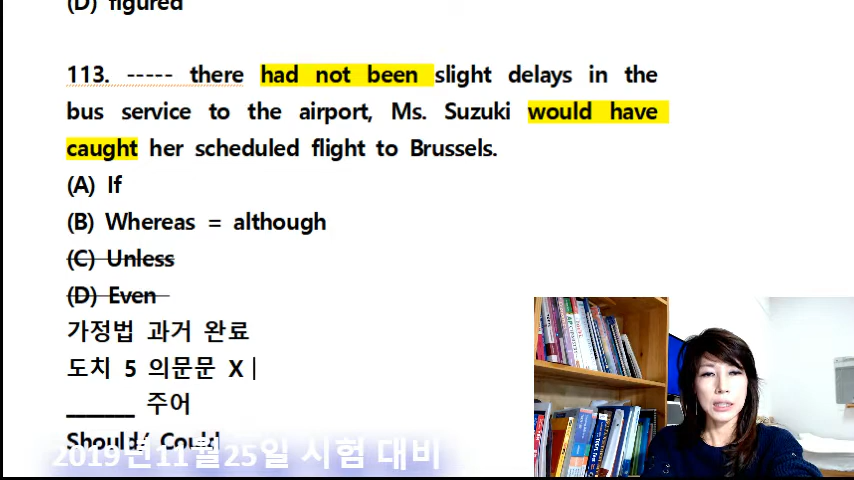 (D) figured
113. ----- there had not been slight delays in the
bus service to the airport, Ms. Suzuki would have
caught her scheduled flight to Brussels.
(A) If
(B) Whereas = although
(C) Unless
(D) Even
가정법 과거 완료
도치 5 의문문 X
______ 주어
Should/ Could
2019년11월25일 시험 대비